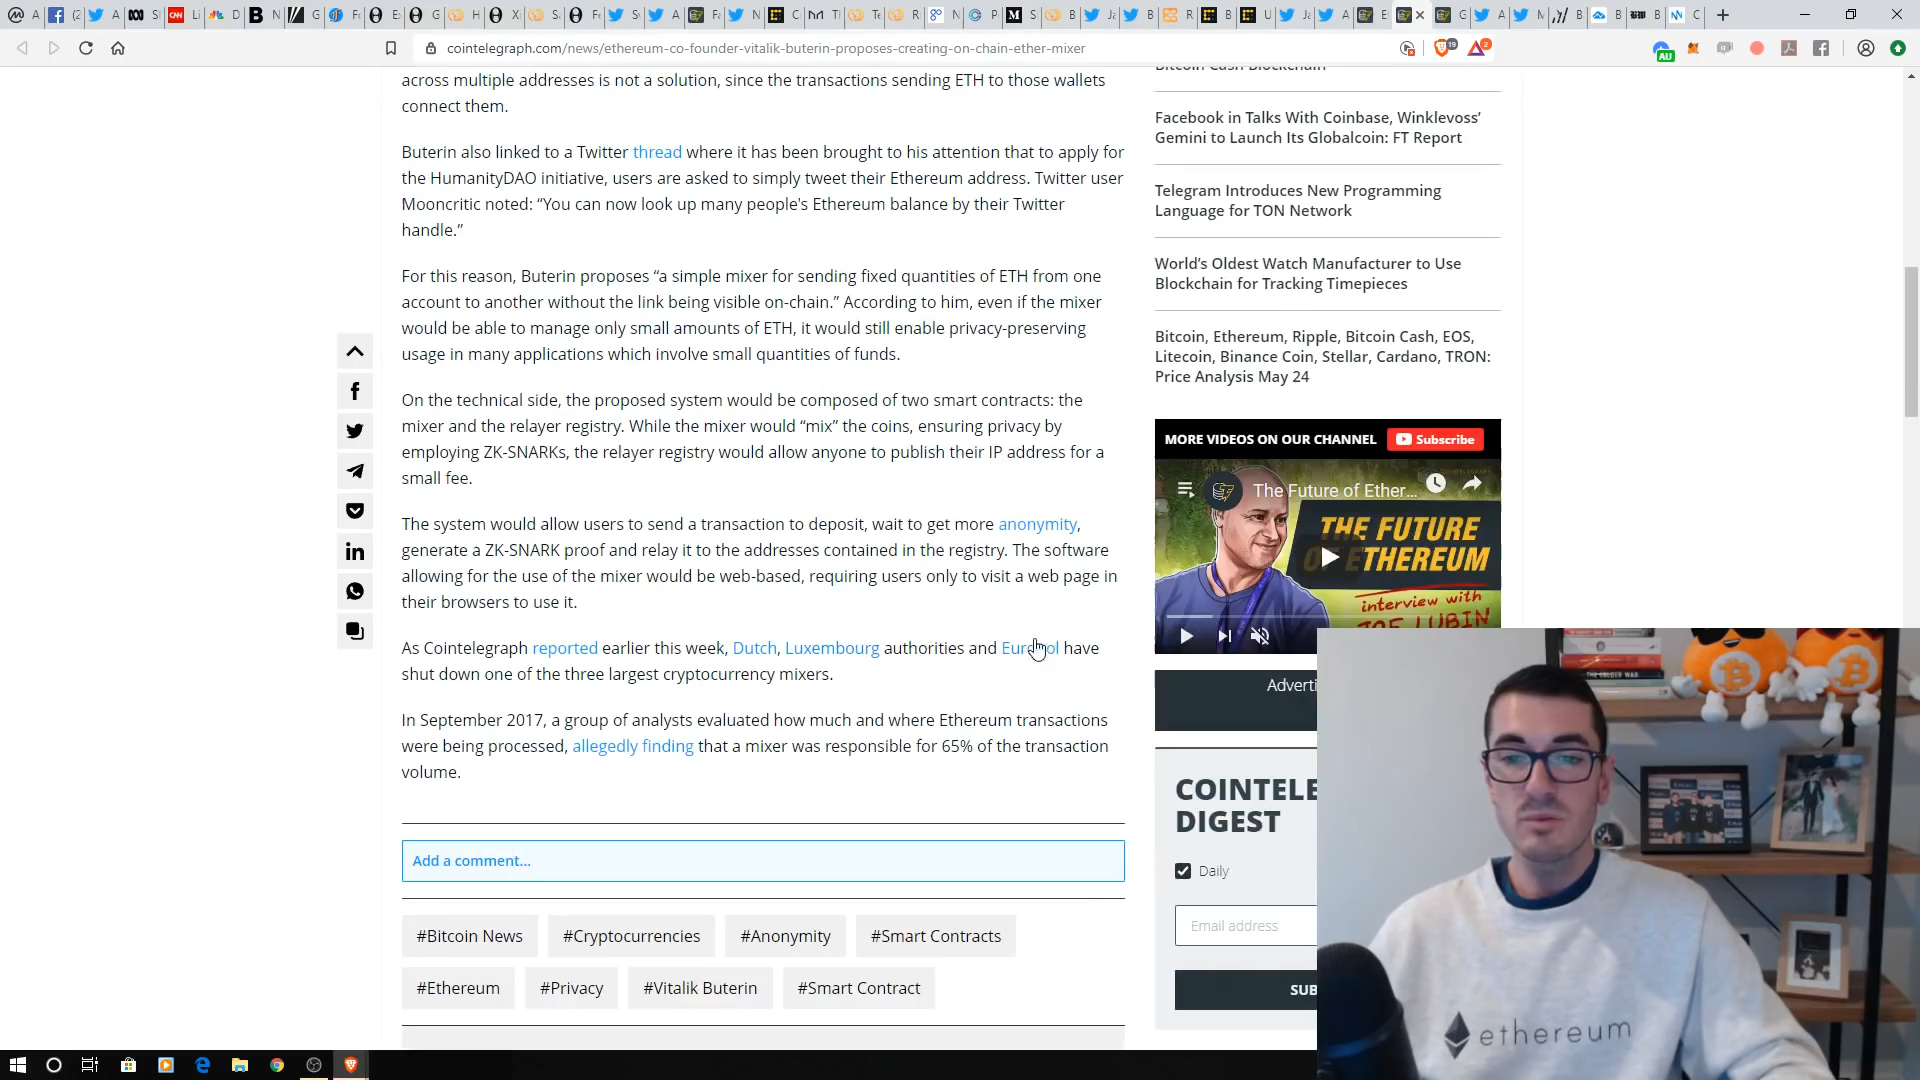 cointelegraph.com/news/ethereum-co-founder-vitalik-buterin-proposes-creating-on-chain-ether-mixer
across multiple addresses is not a solution, since the transactions sending ETH to those wallets
connect them.
Buterin also linked to a Twitter thread where it has been brought to his attention that to apply for
the HumanityDAO initiative, users are asked to simply tweet their Ethereum address. Twitter user
Mooncritic noted: “You can now look up many people's Ethereum balance by their Twitter
handle.”
For this reason, Buterin proposes “a simple mixer for sending fixed quantities of ETH from one
account to another without the link being visible on-chain.” According to him, even if the mixer
would be able to manage only small amounts of ETH, it would still enable privacy-preserving
usage in many applications which involve small quantities of funds.
On the technical side, the proposed system would be composed of two smart contracts: the
mixer and the relayer registry. While the mixer would “mix” the coins, ensuring privacy by
employing ZK-SNARKs, the relayer registry would allow anyone to publish their IP address for a
small fee.
The system would allow users to send a transaction to deposit, wait to get more anonymity,
generate a ZK-SNARK proof and relay it to the addresses contained in the registry. The software
allowing for the use of the mixer would be web-based, requiring users only to visit a web page in
their browsers to use it.
As Cointelegraph reported earlier this week, Dutch, Luxembourg authorities and Europol have
shut down one of the three largest cryptocurrency mixers.
In September 2017, a group of analysts evaluated how much and where Ethereum transactions
were being processed, allegedly finding that a mixer was responsible for 65% of the transaction
volume.
Add a comment...
#Bitcoin News
#Cryptocurrencies
#Anonymity
#Smart Contracts
#Ethereum
#Privacy
#Vitalik Buterin
#Smart Contract
Bitcoin Cash Blockchain
Facebook in Talks With Coinbase, Winklevoss’
Gemini to Launch Its Globalcoin: FT Report
Telegram Introduces New Programming
Language for TON Network
World’s Oldest Watch Manufacturer to Use
Blockchain for Tracking Timepieces
Bitcoin, Ethereum, Ripple, Bitcoin Cash, EOS,
Litecoin, Binance Coin, Stellar, Cardano, TRON:
Price Analysis May 24
MORE VIDEOS ON OUR CHANNEL
Subscribe
The Future of Ether...
THE FUTURE
OF ETHEREUM
interview with
JOE LUBIN
Adverti
COINTELE
DIGEST
Daily
Email address
SUB
ethereum